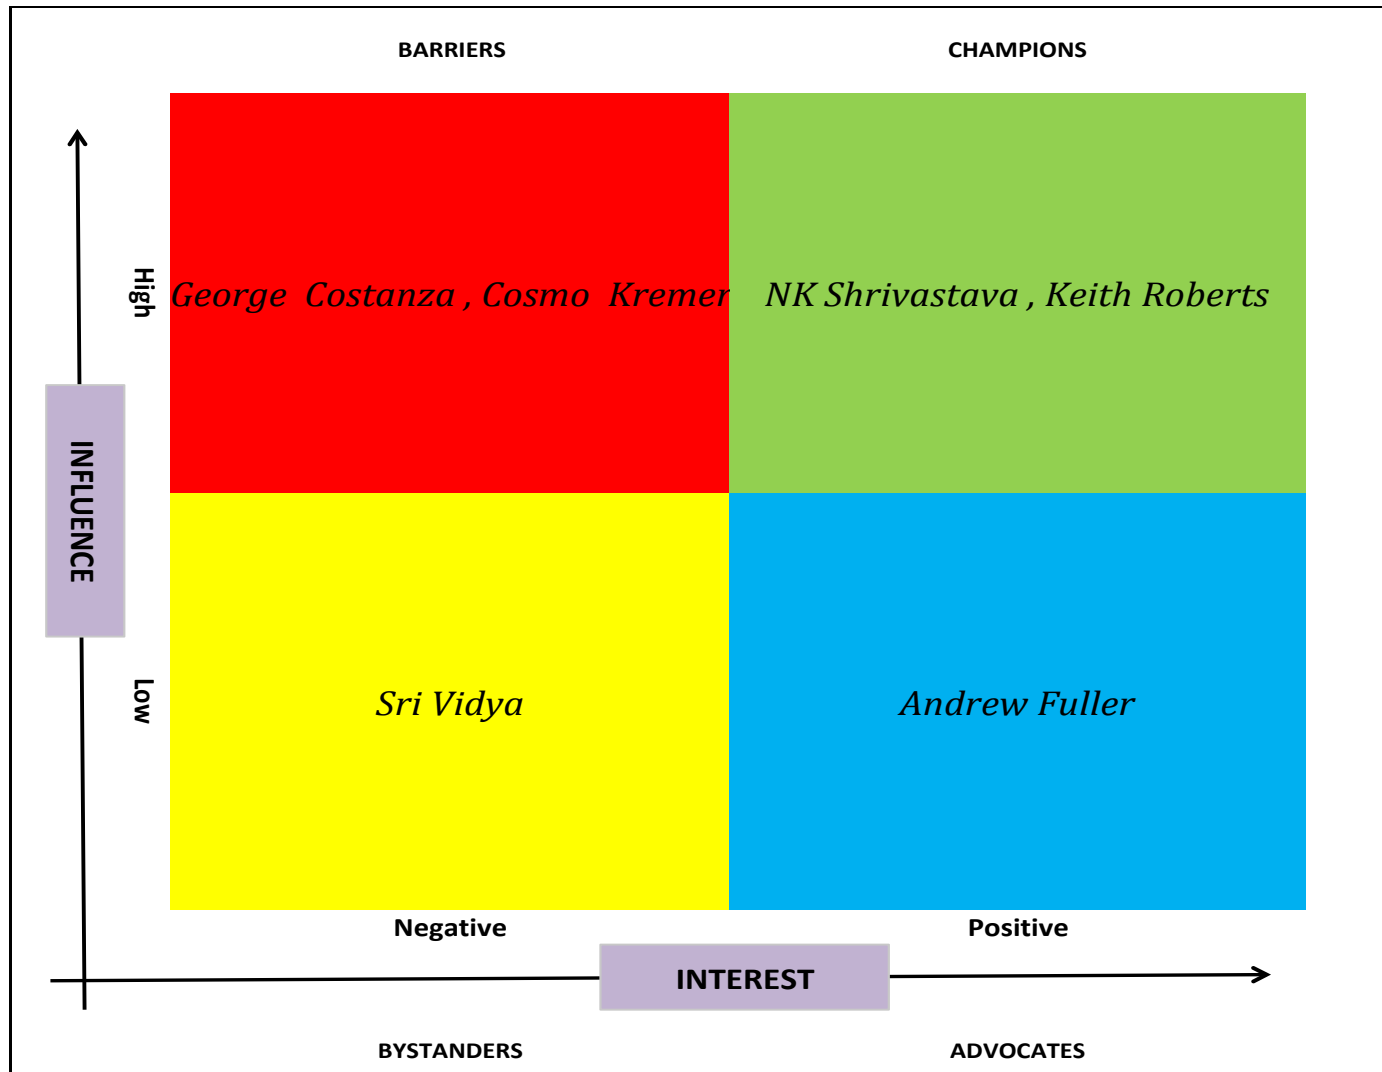 BARRIERS
CHAMPIONS
High
George Costanza , Cosmo Kremer
NK Shrivastava , Keith Roberts
INFLUENCE
Low
Sri Vidya
Andrew Fuller
Negative
Positive
INTEREST
BYSTANDERS
ADVOCATES